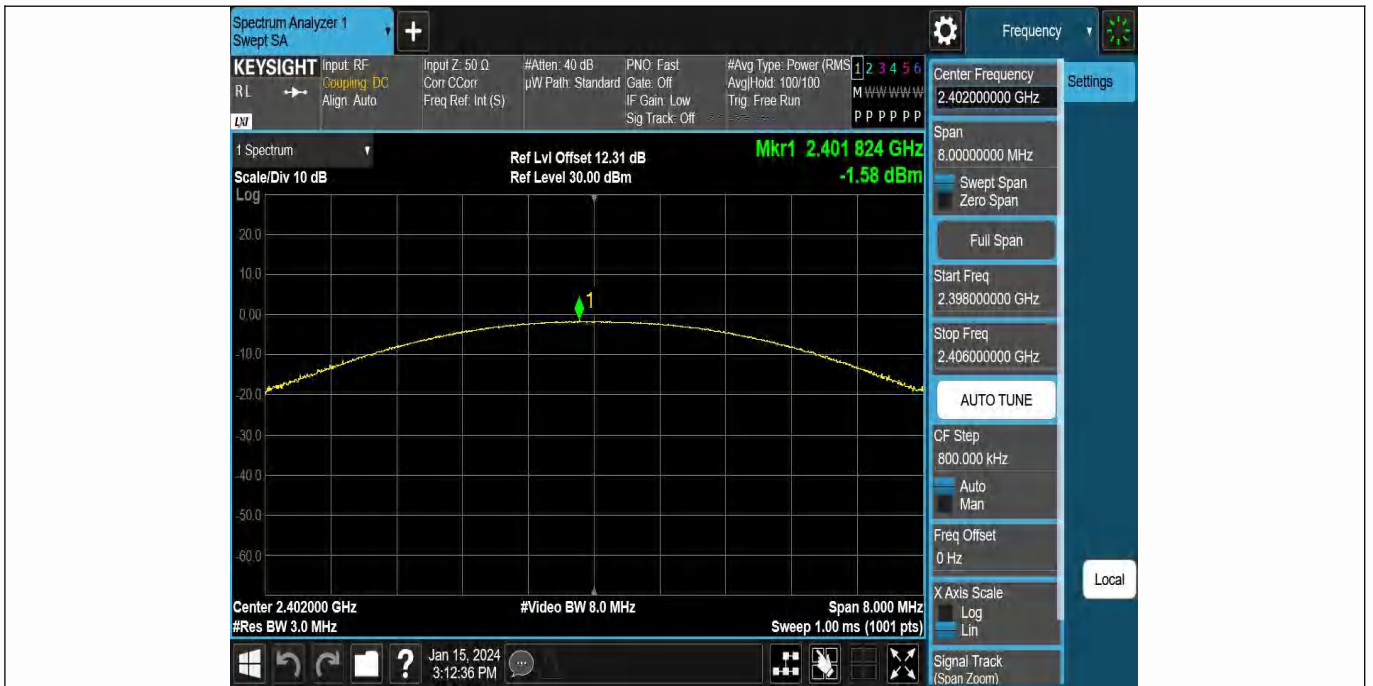 Spectrum Analyzer 1
Swept SA
+
Frequency
KEYSIGHT
RL
LXI
Input: RF
Coupling: DC
Align: Auto
Input Z: 50 Ω
Corr CCorr
Freq Ref: Int (S)
#Atten: 40 dB
µW Path: Standard
PNO: Fast
Gate: Off
IF Gain: Low
Sig Track: Off
#Avg Type: Power (RMS
Avg|Hold: 100/100
Trig: Free Run
1 2 3 4 5 6
M W W W W W
P P P P P P
1 Spectrum
Scale/Div 10 dB
Ref Lvl Offset 12.31 dB
Ref Level 30.00 dBm
Mkr1 2.401 824 GHz
-1.58 dBm
Log
20.0
10.0
0.00
-10.0
-20.0
-30.0
-40.0
-50.0
-60.0
1
Center 2.402000 GHz
#Res BW 3.0 MHz
#Video BW 8.0 MHz
Span 8.000 MHz
Sweep 1.00 ms (1001 pts)
Center Frequency
2.402000000 GHz
Settings
Span
8.00000000 MHz
Swept Span
Zero Span
Full Span
Start Freq
2.398000000 GHz
Stop Freq
2.406000000 GHz
AUTO TUNE
CF Step
800.000 kHz
Auto
Man
Freq Offset
0 Hz
X Axis Scale
Log
Lin
Signal Track
(Span Zoom)
Local
?
Jan 15, 2024
3:12:36 PM